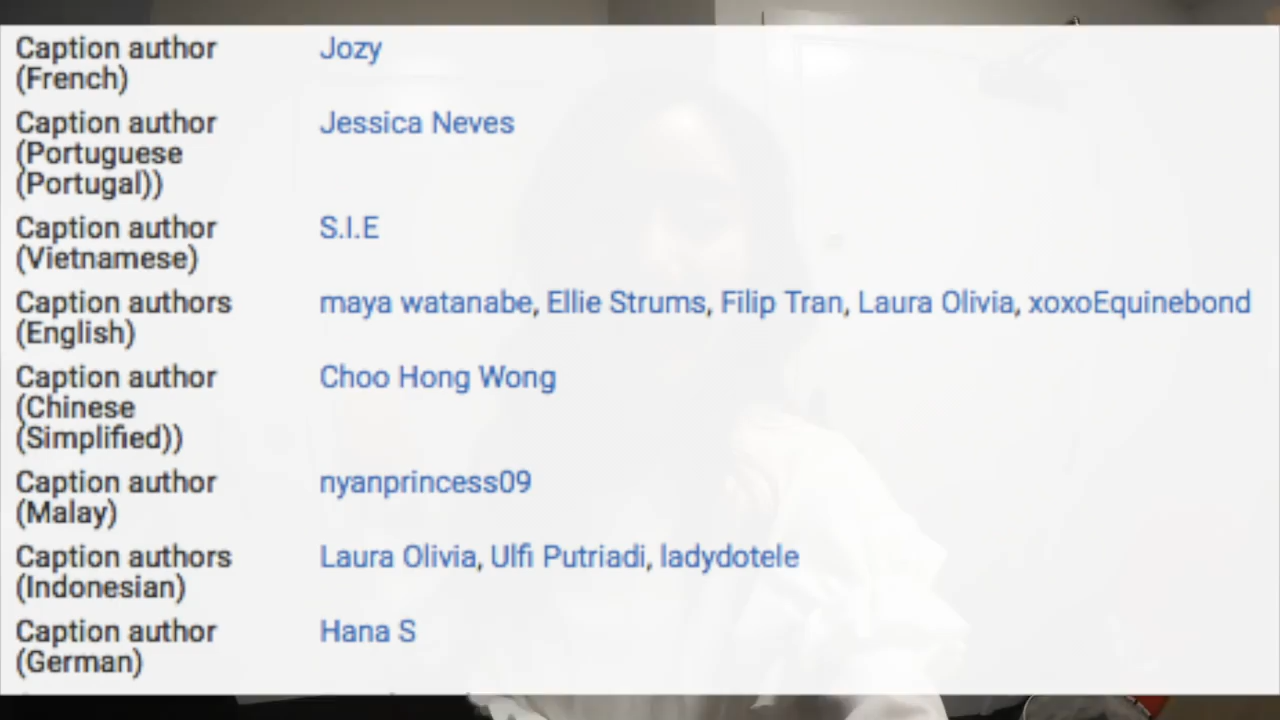 Caption author Jozy
(French)
Caption author Jessica Neves
(Portuguese
(Portugal))
Caption author S.I.E
(Vietnamese)
Caption authors maya watanabe, Ellie Strums, Filip Tran, Laura Olivia, xoxoEquinebond
(English)
Caption author Choo Hong Wong
(Chinese
(Simplified))
Caption author nyanprincess09
(Malay)
Caption authors Laura Olivia, Ulfi Putriadi, ladydotele
(Indonesian)
Caption author Hana S
(German)